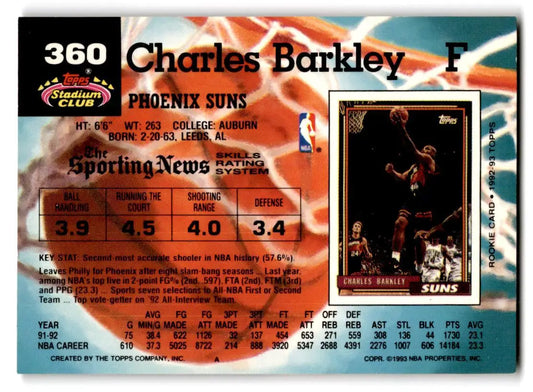 360 Charles Barkley F
Topps
Stadium
CLUB
PHOENIX SUNS
HT: 6'6" WT: 263 COLLEGE: AUBURN
BORN: 2-20-63, LEEDS, AL
NBA
The Sporting News SKILLS RATING SYSTEM
BALL HANDLING RUNNING THE COURT SHOOTING RANGE DEFENSE
3.9 4.5 4.0 3.4
KEY STAT: Second-most accurate shooter in NBA history (57.6%).
Leaves Philly for Phoenix after eight slam-bang seasons ... Last year,
among NBA's top live in 2-point FG% (2nd, .597), FTA (2nd), FTM (3rd)
and PPG (23.3) ... Sports seven selections to All-NBA First or Second
Team ... Top vote-getter on '92 All-Interview Team.
TOPPS
CHARLES BARKLEY
SUNS
ROOKIE CARD • 1992-93 TOPPS
AVG FG FG 3PT 3PT FT FT OFF DEF AVG
YEAR G MIN MADE ATT MADE ATT MADE ATT REB REB AST STL BLK PTS PTS
91-92 75 38.4 622 1126 32 137 454 653 271 559 308 136 44 1730 23.1
NBA CAREER 610 37.3 5025 8722 214 888 3920 5347 2688 4391 2276 1007 606 14184 23.3
CREATED BY THE TOPPS COMPANY, INC. A COPR. ©1993 NBA PROPERTIES, INC.